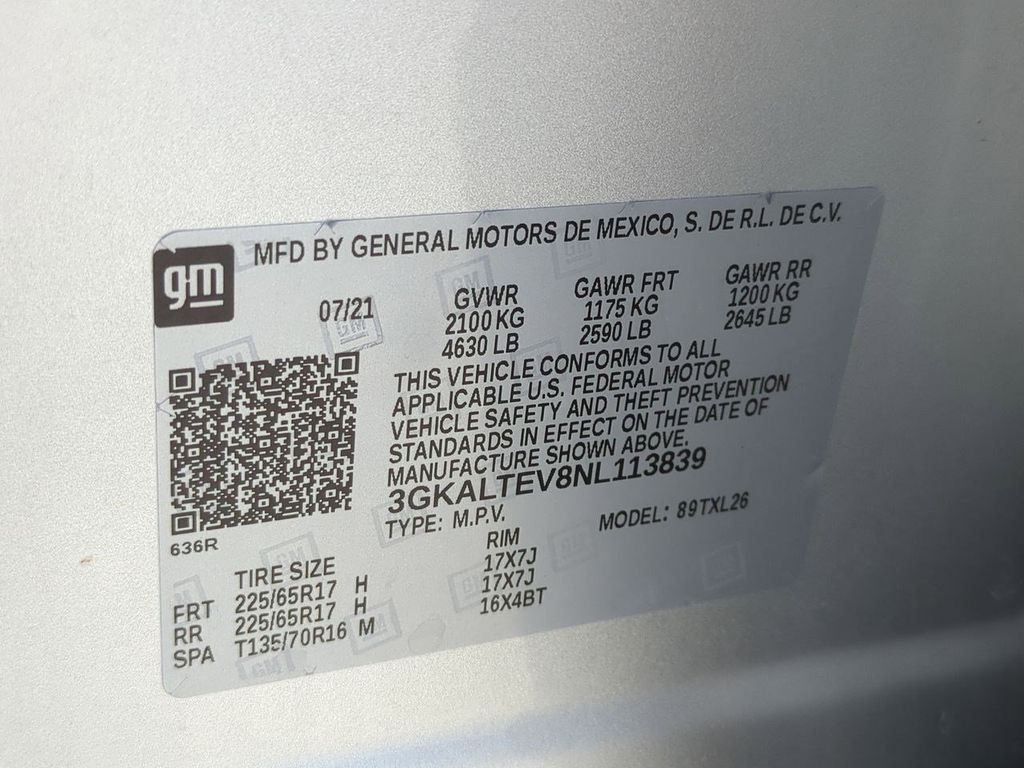 gm
MFD BY GENERAL MOTORS DE MEXICO, S. DE R.L. DE C.V.
07/21
GVWR
2100 KG
4630 LB
GAWR FRT
1175 KG
2590 LB
GAWR RR
1200 KG
2645 LB
THIS VEHICLE CONFORMS TO ALL
APPLICABLE U.S. FEDERAL MOTOR
VEHICLE SAFETY AND THEFT PREVENTION
STANDARDS IN EFFECT ON THE DATE OF
MANUFACTURE SHOWN ABOVE.
3GKALTEV8NL113839
TYPE: M.P.V. MODEL: 89TXL26
636R
TIRE SIZE RIM
FRT 225/65R17 H 17X7J
RR 225/65R17 H 17X7J
SPA T135/70R16 M 16X4BT